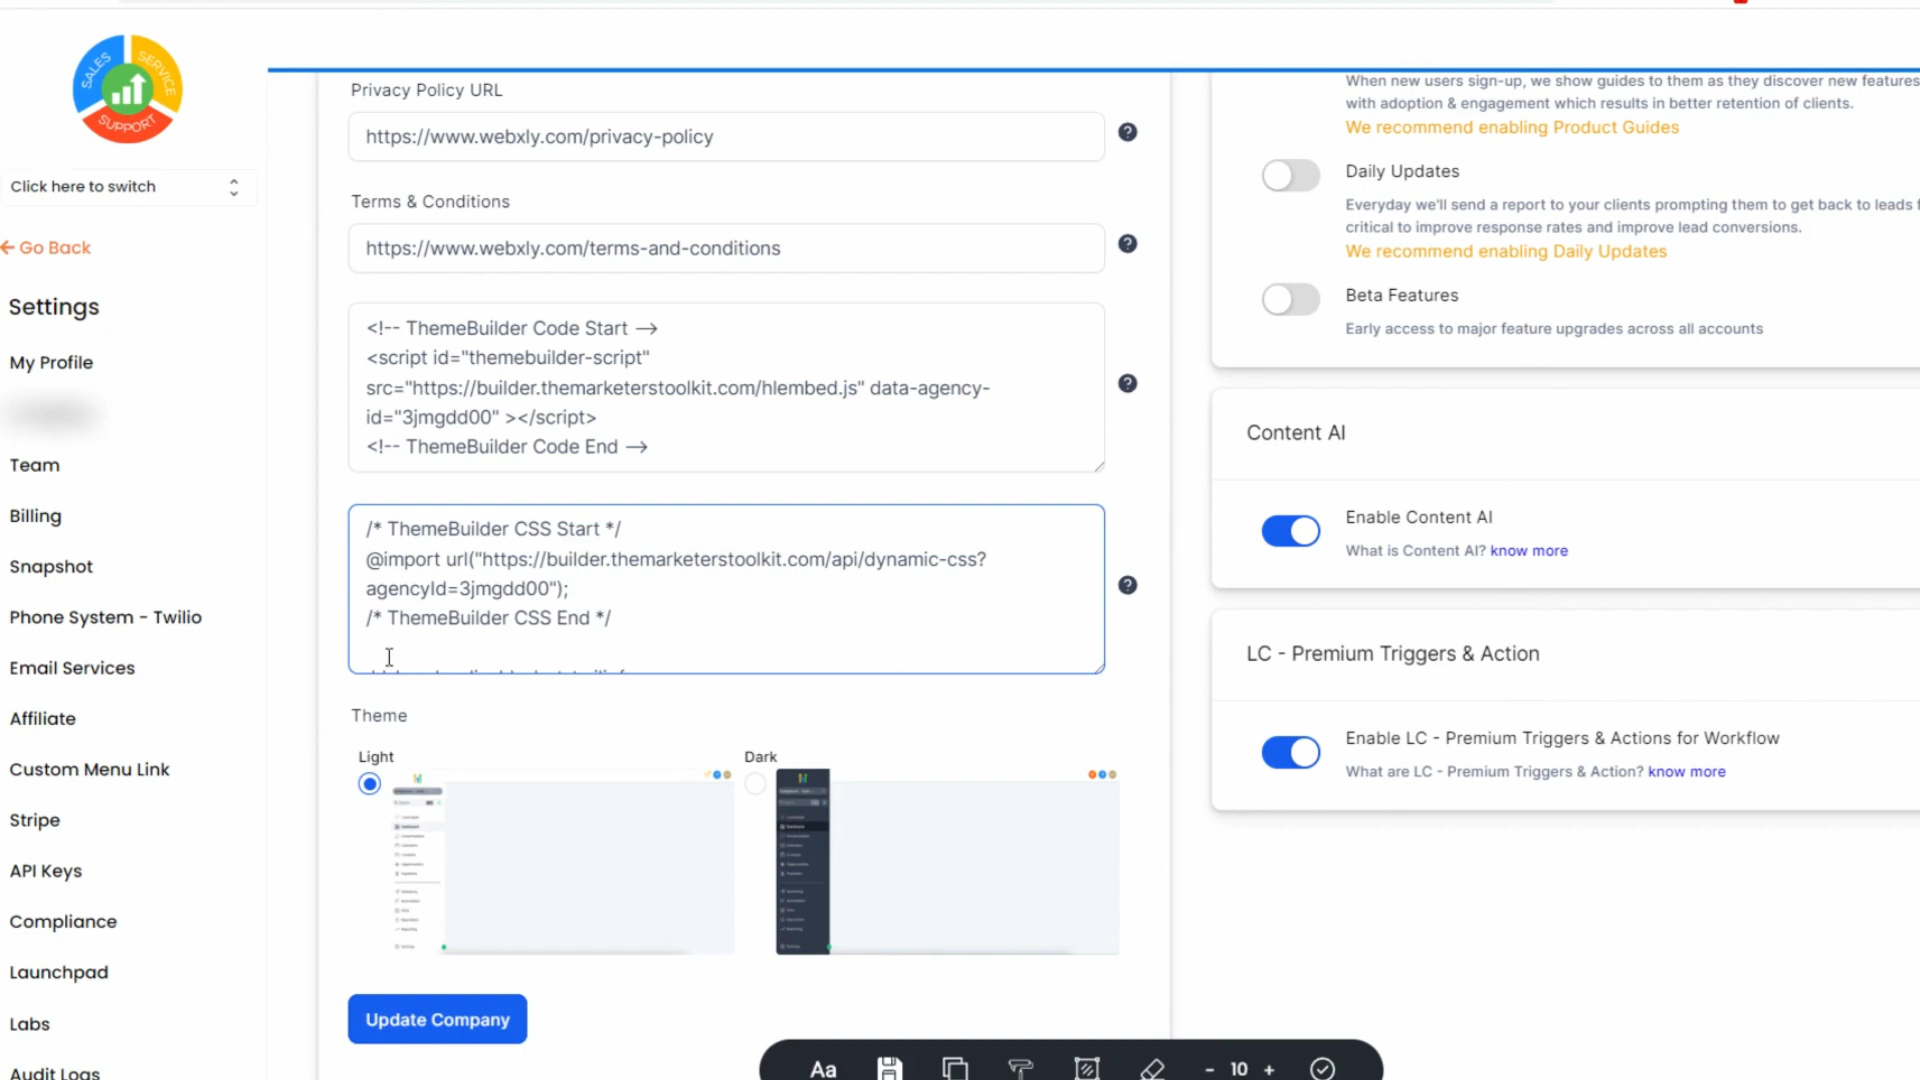 SALES
SERVICE
SUPPORT
Click here to switch
Go Back
Settings
My Profile
Team
Billing
Snapshot
Phone System - Twilio
Email Services
Affiliate
Custom Menu Link
Stripe
API Keys
Compliance
Launchpad
Labs
Audit Logs
Privacy Policy URL
https://www.webxly.com/privacy-policy
Terms & Conditions
https://www.webxly.com/terms-and-conditions
<!-- ThemeBuilder Code Start -->
<script id="themebuilder-script"
src="https://builder.themarketerstoolkit.com/hlembed.js" data-agency-
id="3jmgdd00" ></script>
<!-- ThemeBuilder Code End -->
/* ThemeBuilder CSS Start */
@import url("https://builder.themarketerstoolkit.com/api/dynamic-css?
agencyId=3jmgdd00");
/* ThemeBuilder CSS End */
Theme
Light
Dark
Update Company
When new users sign-up, we show guides to them as they discover new features
with adoption & engagement which results in better retention of clients.
We recommend enabling Product Guides
Daily Updates
Everyday we'll send a report to your clients prompting them to get back to leads
critical to improve response rates and improve lead conversions.
We recommend enabling Daily Updates
Beta Features
Early access to major feature upgrades across all accounts
Content AI
Enable Content AI
What is Content AI? know more
LC - Premium Triggers & Action
Enable LC - Premium Triggers & Actions for Workflow
What are LC - Premium Triggers & Action? know more
Aa
- 10 +